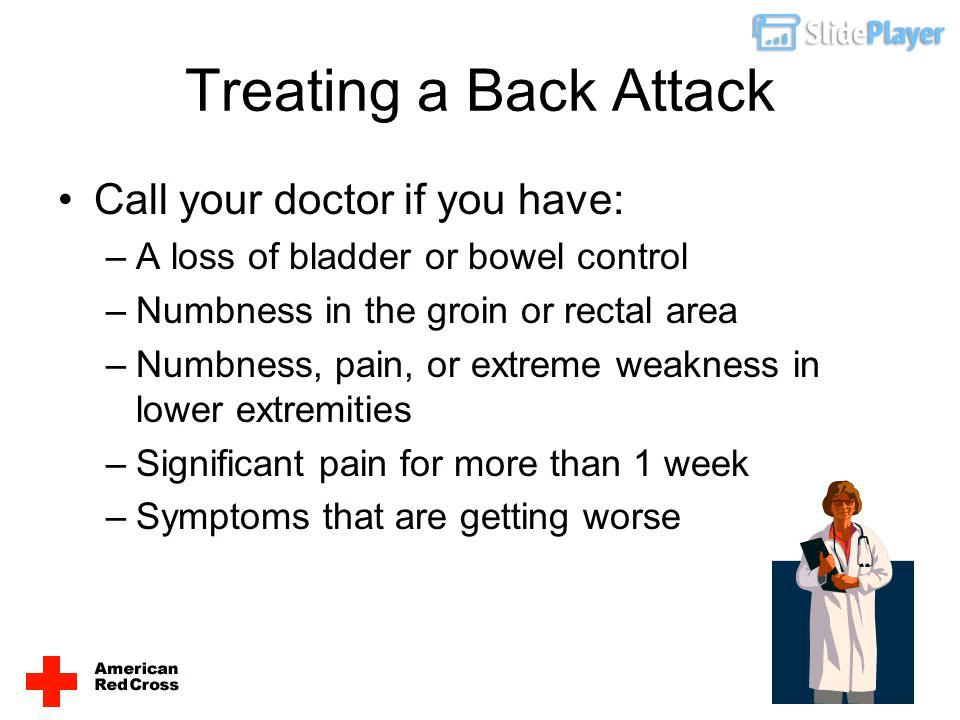 SlidePlayer
Treating a Back Attack
• Call your doctor if you have:
– A loss of bladder or bowel control
– Numbness in the groin or rectal area
– Numbness, pain, or extreme weakness in
lower extremities
– Significant pain for more than 1 week
– Symptoms that are getting worse
American
Red Cross